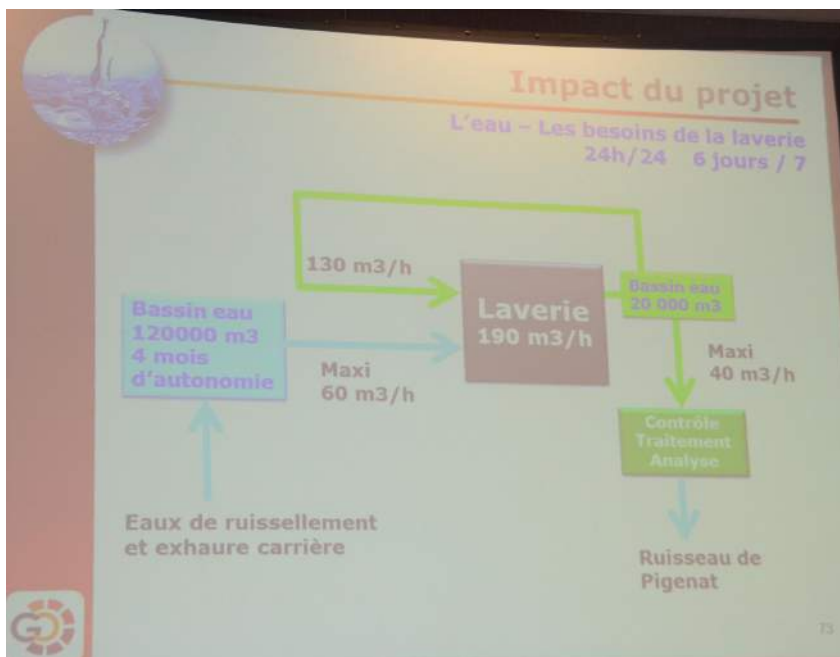 Impact du projet
L'eau – Les besoins de la laverie
24h/24 6 jours / 7
130 m3/h
Bassin eau
120000 m3
4 mois
d'autonomie
Maxi
60 m3/h
Laverie
190 m3/h
Bassin eau
20 000 m3
Maxi
40 m3/h
Contrôle
Traitement
Analyse
Eaux de ruissellement
et exhaure carrière
Ruisseau de
Pigenat
73